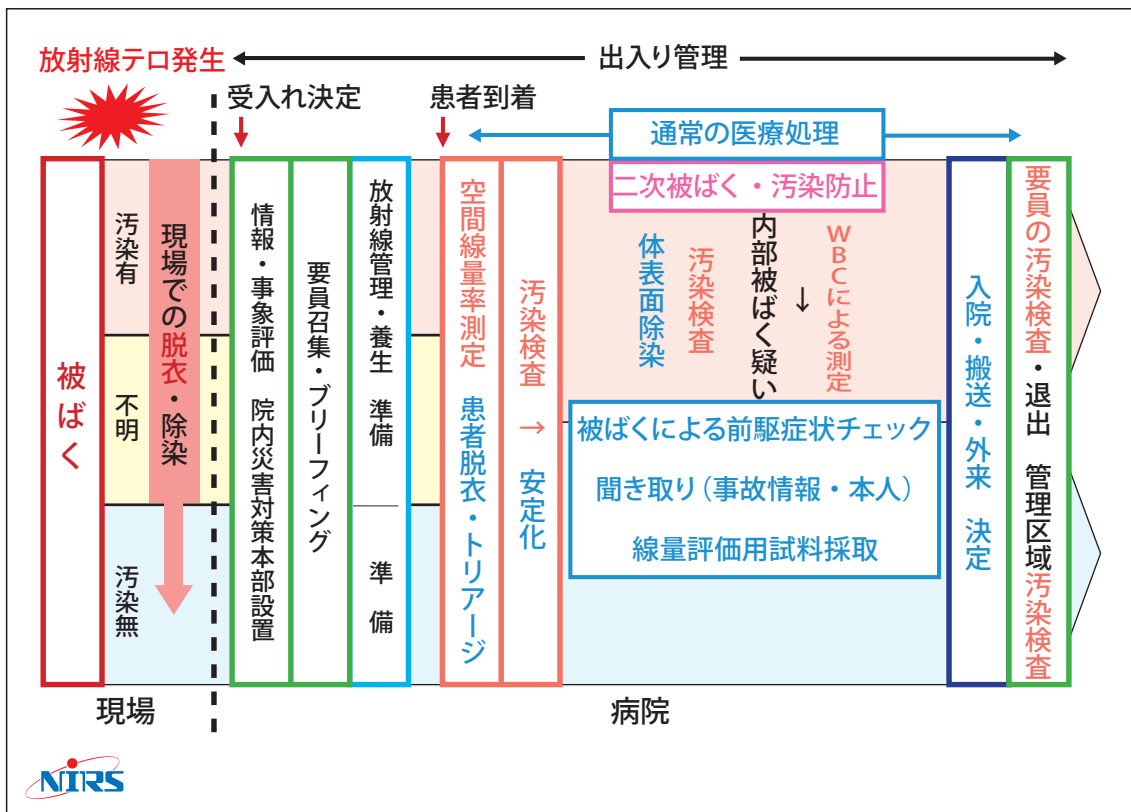 放射線テロ発生
出入り管理
受入れ決定
患者到着
通常の医療処理
二次被ばく・汚染防止
被ばく
汚染有
不明
汚染無
現場での脱衣・除染
情報・事象評価 院内災害対策本部設置
要員召集・ブリーフィング
放射線管理・養生 準備
準 備
空間線量率測定 患者脱衣・トリアージ
汚染検査 → 安定化
体表面除染
汚染検査
内部被ばく疑い
↓
WBCによる測定
被ばくによる前駆症状チェック
聞き取り(事故情報・本人)
線量評価用試料採取
入院・搬送・外来 決定
要員の汚染検査・退出 管理区域汚染検査
現場
病院
NIRS